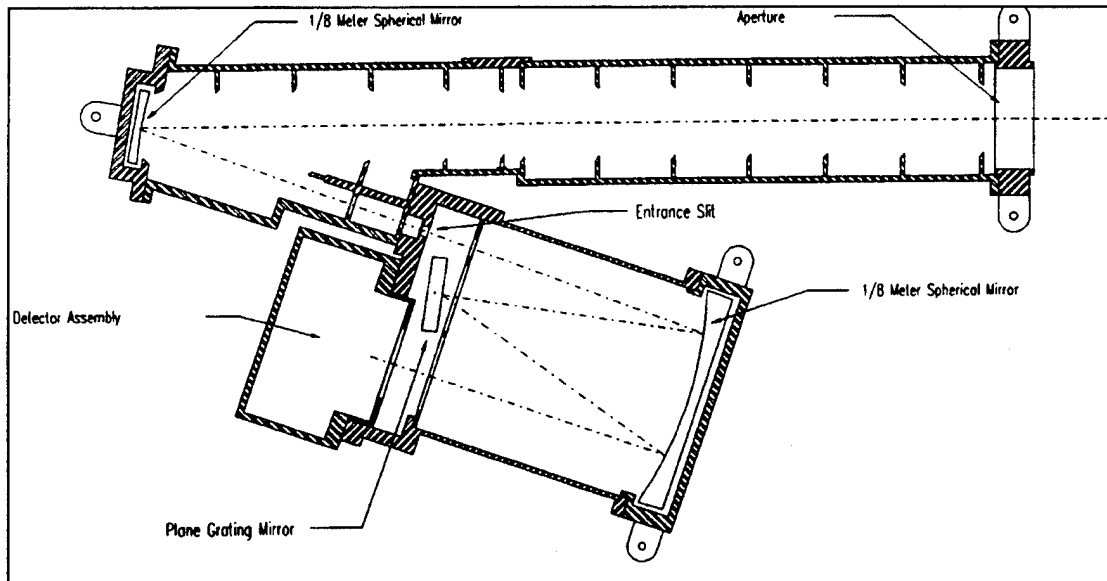 1/8 Meter Spherical Mirror
Aperture
Entrance Slit
1/8 Meter Spherical Mirror
Detector Assembly
Plane Grating Mirror